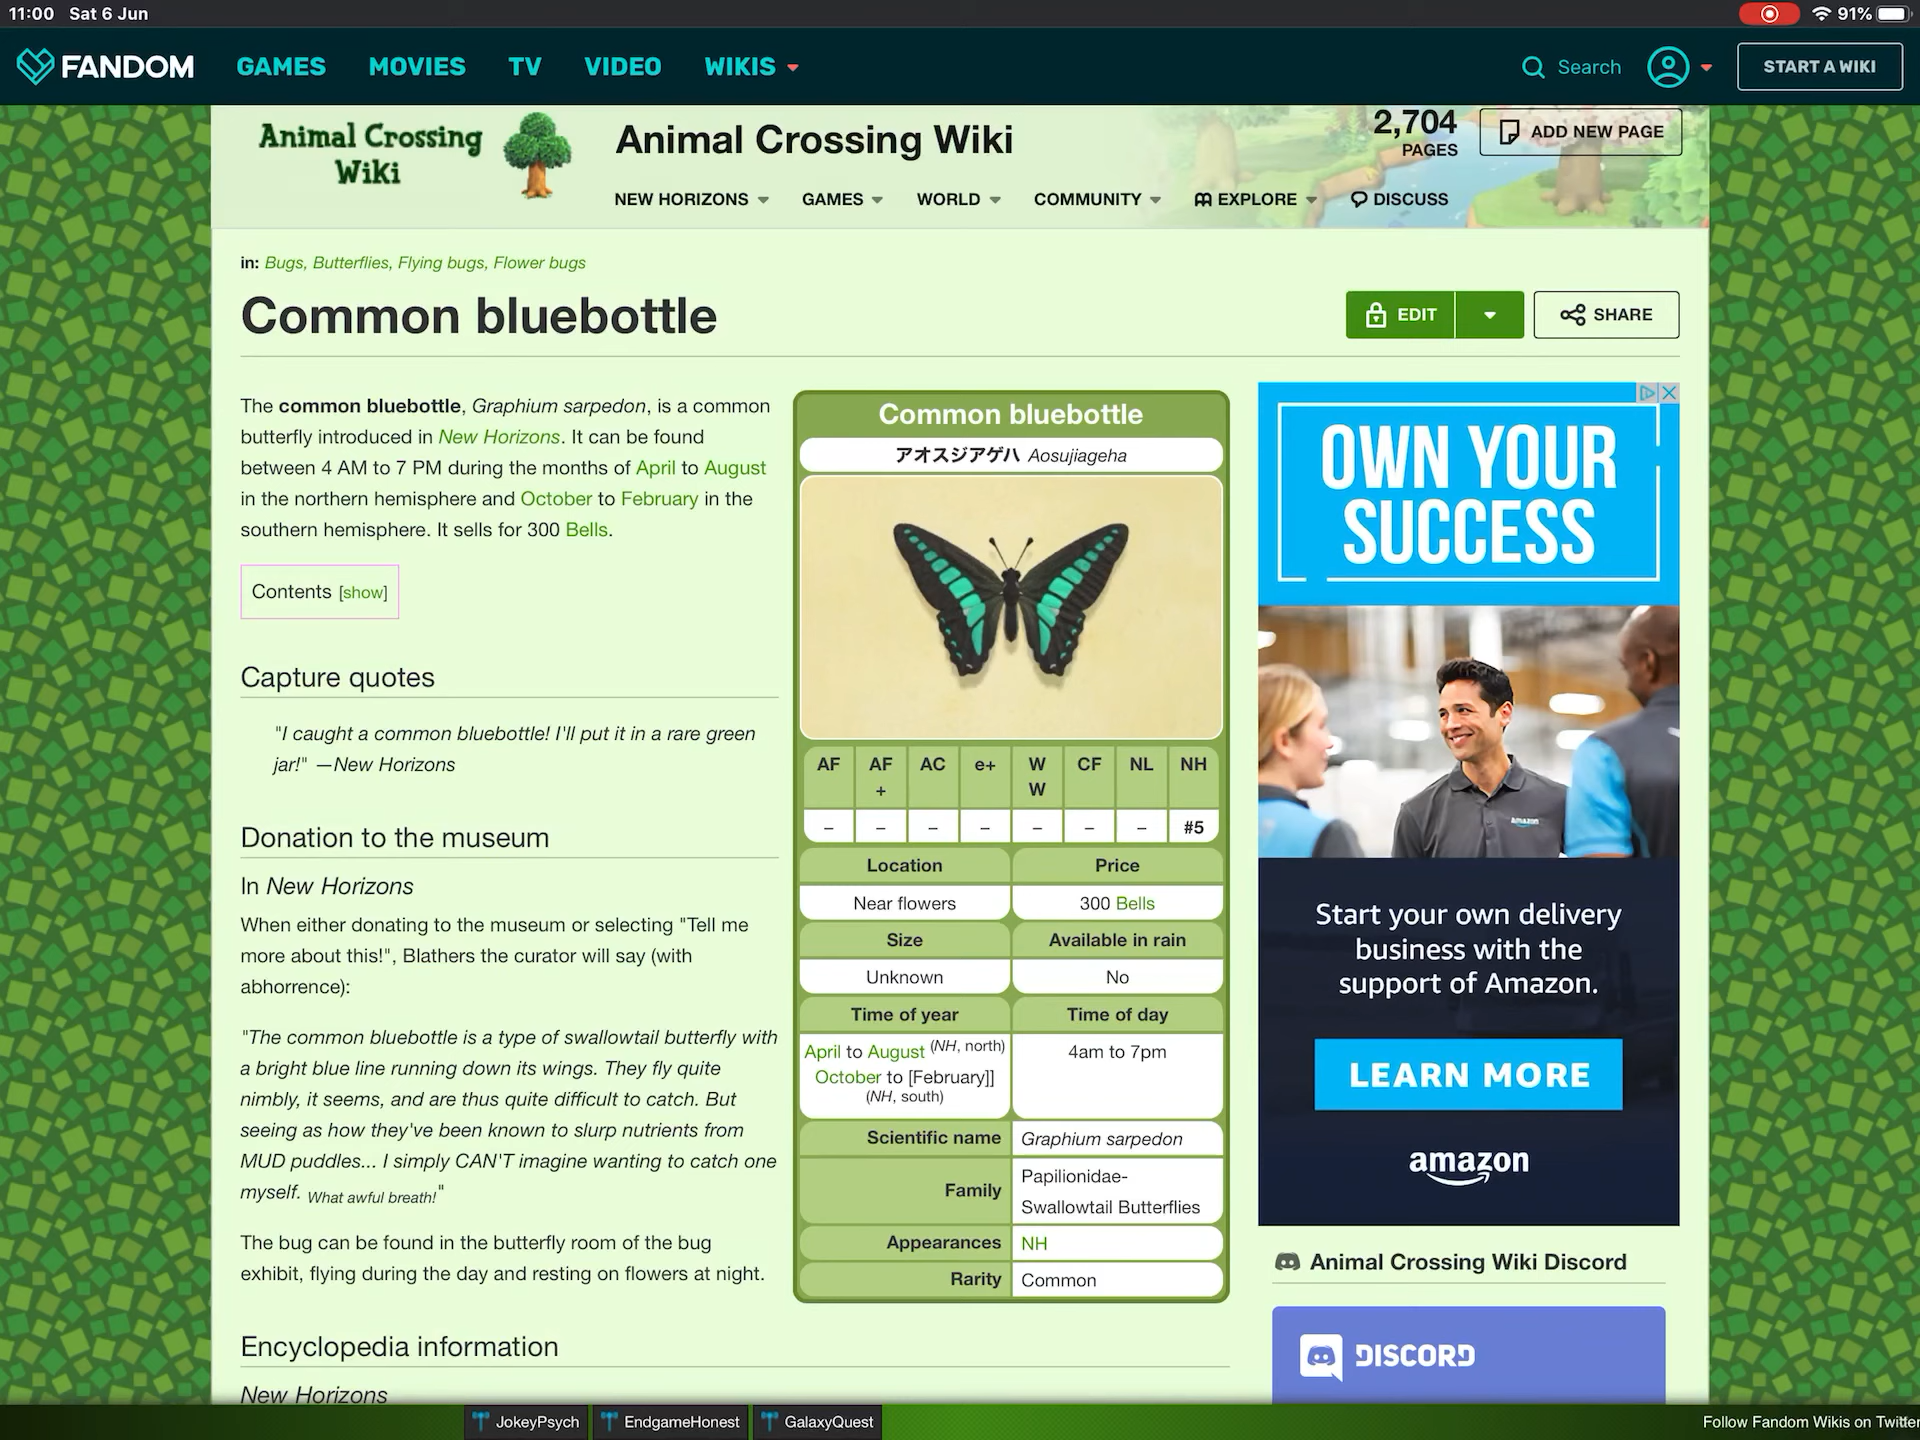 11:00 Sat 6 Jun
91%
FANDOM GAMES MOVIES TV VIDEO WIKIS
Search
START A WIKI
Animal Crossing
Wiki
Animal Crossing Wiki
2,704
PAGES
ADD NEW PAGE
NEW HORIZONS GAMES WORLD COMMUNITY EXPLORE DISCUSS
in: Bugs, Butterflies, Flying bugs, Flower bugs
Common bluebottle
EDIT
SHARE
The common bluebottle, Graphium sarpedon, is a common
butterfly introduced in New Horizons. It can be found
between 4 AM to 7 PM during the months of April to August
in the northern hemisphere and October to February in the
southern hemisphere. It sells for 300 Bells.
Contents [show]
Capture quotes
"I caught a common bluebottle! I'll put it in a rare green
jar!" —New Horizons
Donation to the museum
In New Horizons
When either donating to the museum or selecting "Tell me
more about this!", Blathers the curator will say (with
abhorrence):
"The common bluebottle is a type of swallowtail butterfly with
a bright blue line running down its wings. They fly quite
nimbly, it seems, and are thus quite difficult to catch. But
seeing as how they've been known to slurp nutrients from
MUD puddles... I simply CAN'T imagine wanting to catch one
myself. What awful breath!"
The bug can be found in the butterfly room of the bug
exhibit, flying during the day and resting on flowers at night.
Encyclopedia information
New Horizons
Common bluebottle
アオスジアゲハ Aosujiageha
AF AF + AC e+ W W CF NL NH
– – – – – – – #5
Location Price
Near flowers 300 Bells
Size Available in rain
Unknown No
Time of year Time of day
April to August (NH, north) 4am to 7pm
October to [February]]
(NH, south)
Scientific name Graphium sarpedon
Family Papilionidae-
Swallowtail Butterflies
Appearances NH
Rarity Common
OWN YOUR
SUCCESS
amazon
Start your own delivery
business with the
support of Amazon.
LEARN MORE
amazon
Animal Crossing Wiki Discord
DISCORD
JokeyPsych EndgameHonest GalaxyQuest
Follow Fandom Wikis on Twitter